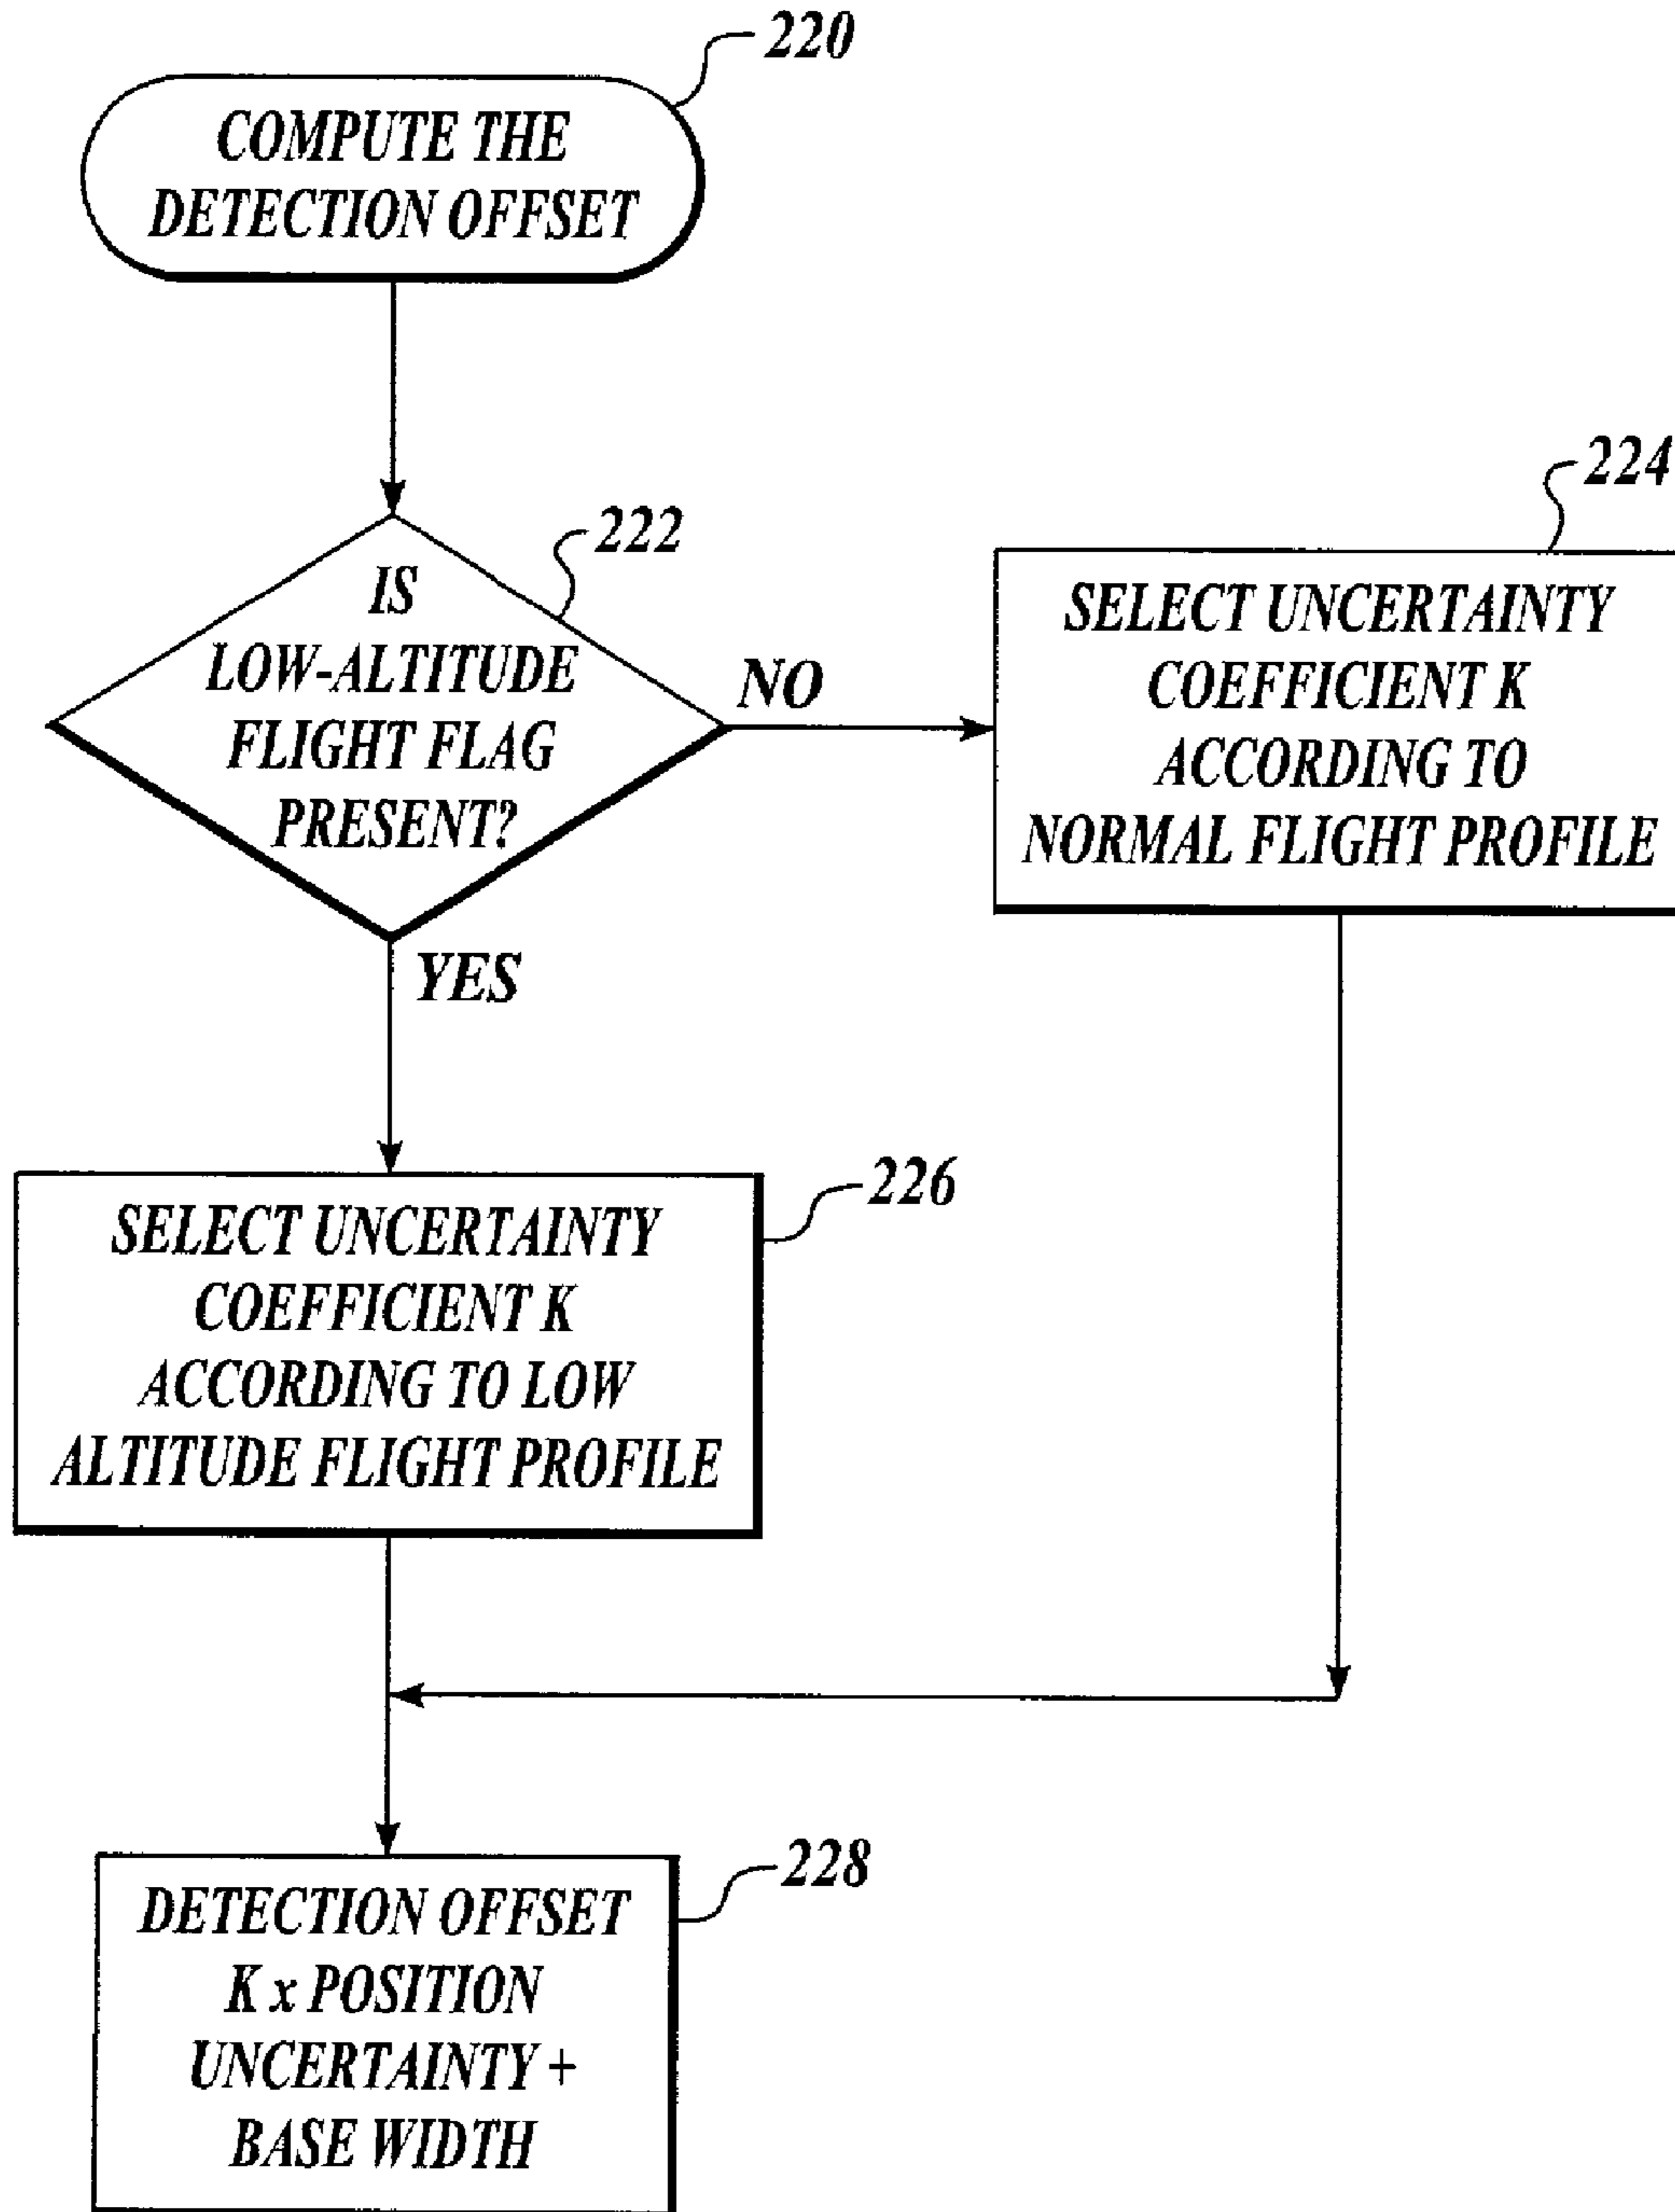 220
COMPUTE THE
DETECTION OFFSET
222
IS
LOW-ALTITUDE
FLIGHT FLAG
PRESENT?
NO
YES
224
SELECT UNCERTAINTY
COEFFICIENT K
ACCORDING TO
NORMAL FLIGHT PROFILE
226
SELECT UNCERTAINTY
COEFFICIENT K
ACCORDING TO LOW
ALTITUDE FLIGHT PROFILE
228
DETECTION OFFSET
K x POSITION
UNCERTAINTY +
BASE WIDTH